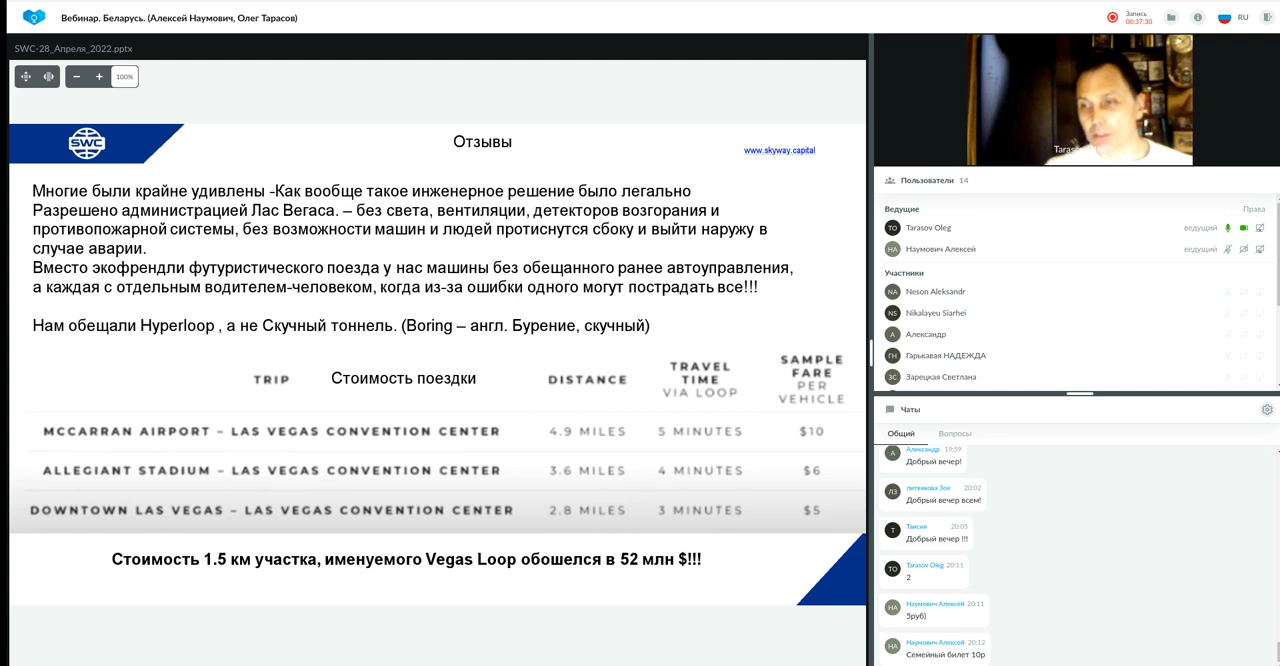 Вебинар. Беларусь. (Алексей Наумович, Олег Тарасов)
Запись
00:37:30
RU
SWC-28_Апреля_2022.pptx
100%
SWC
Отзывы
www.skyway.capital
Многие были крайне удивлены -Как вообще такое инженерное решение было легально
Разрешено администрацией Лас Вегаса. – без света, вентиляции, детекторов возгорания и
противопожарной системы, без возможности машин и людей протиснутся сбоку и выйти наружу в
случае аварии.
Вместо экофрендли футуристического поезда у нас машины без обещанного ранее автоуправления,
а каждая с отдельным водителем-человеком, когда из-за ошибки одного могут пострадать все!!!
Нам обещали Hyperloop , а не Скучный тоннель. (Boring – англ. Бурение, скучный)
TRIP
Стоимость поездки
DISTANCE
TRAVEL
TIME
VIA LOOP
SAMPLE
FARE
PER
VEHICLE
MCCARRAN AIRPORT – LAS VEGAS CONVENTION CENTER 4.9 MILES 5 MINUTES $10
ALLEGIANT STADIUM – LAS VEGAS CONVENTION CENTER 3.6 MILES 4 MINUTES $6
DOWNTOWN LAS VEGAS – LAS VEGAS CONVENTION CENTER 2.8 MILES 3 MINUTES $5
Стоимость 1.5 км участка, именуемого Vegas Loop обошелся в 52 млн $!!!
Пользователи 14
Ведущие Права
TO Tarasov Oleg ведущий
НА Наумович Алексей ведущий
Участники
NA Neson Aleksandr
NS Nikalayeu Siarhei
А Александр
ГН Горькавая НАДЕЖДА
ЗС Зарецкая Светлана
Чаты
Общий Вопросы
А Александр 19:59
Добрый вечер!
ЛЗ литвякова Зоя 20:02
Добрый вечер всем!
Т Таисия 20:05
Добрый вечер !!!
TO Tarasov Oleg 20:11
2
НА Наумович Алексей 20:11
5руб)
НА Наумович Алексей 20:12
Семейный билет 10р